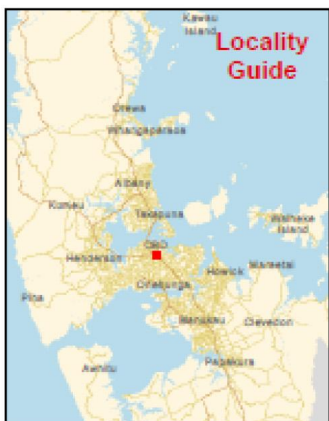 Kawau
Island
Locality
Guide
Orewa
Whangaparaoa
Albany
Kumeu
Takapuna
Waiheke
Island
CBD
Henderson
Howick
Maraetai
Piha
Onehunga
Manukau
Clevedon
Papakura
Awhitu